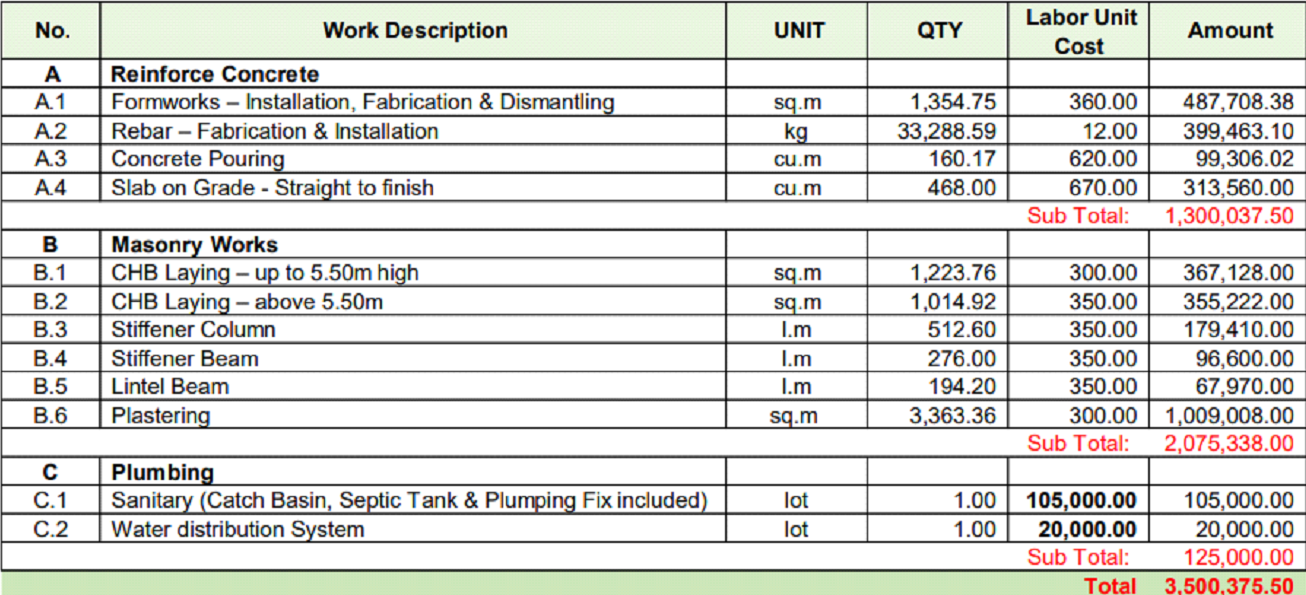 No. Work Description UNIT QTY Labor Unit Cost Amount
A Reinforce Concrete
A.1 Formworks – Installation, Fabrication & Dismantling sq.m 1,354.75 360.00 487,708.38
A.2 Rebar – Fabrication & Installation kg 33,288.59 12.00 399,463.10
A.3 Concrete Pouring cu.m 160.17 620.00 99,306.02
A.4 Slab on Grade - Straight to finish cu.m 468.00 670.00 313,560.00
Sub Total: 1,300,037.50
B Masonry Works
B.1 CHB Laying – up to 5.50m high sq.m 1,223.76 300.00 367,128.00
B.2 CHB Laying – above 5.50m sq.m 1,014.92 350.00 355,222.00
B.3 Stiffener Column l.m 512.60 350.00 179,410.00
B.4 Stiffener Beam l.m 276.00 350.00 96,600.00
B.5 Lintel Beam l.m 194.20 350.00 67,970.00
B.6 Plastering sq.m 3,363.36 300.00 1,009,008.00
Sub Total: 2,075,338.00
C Plumbing
C.1 Sanitary (Catch Basin, Septic Tank & Plumping Fix included) lot 1.00 105,000.00 105,000.00
C.2 Water distribution System lot 1.00 20,000.00 20,000.00
Sub Total: 125,000.00
Total 3,500,375.50